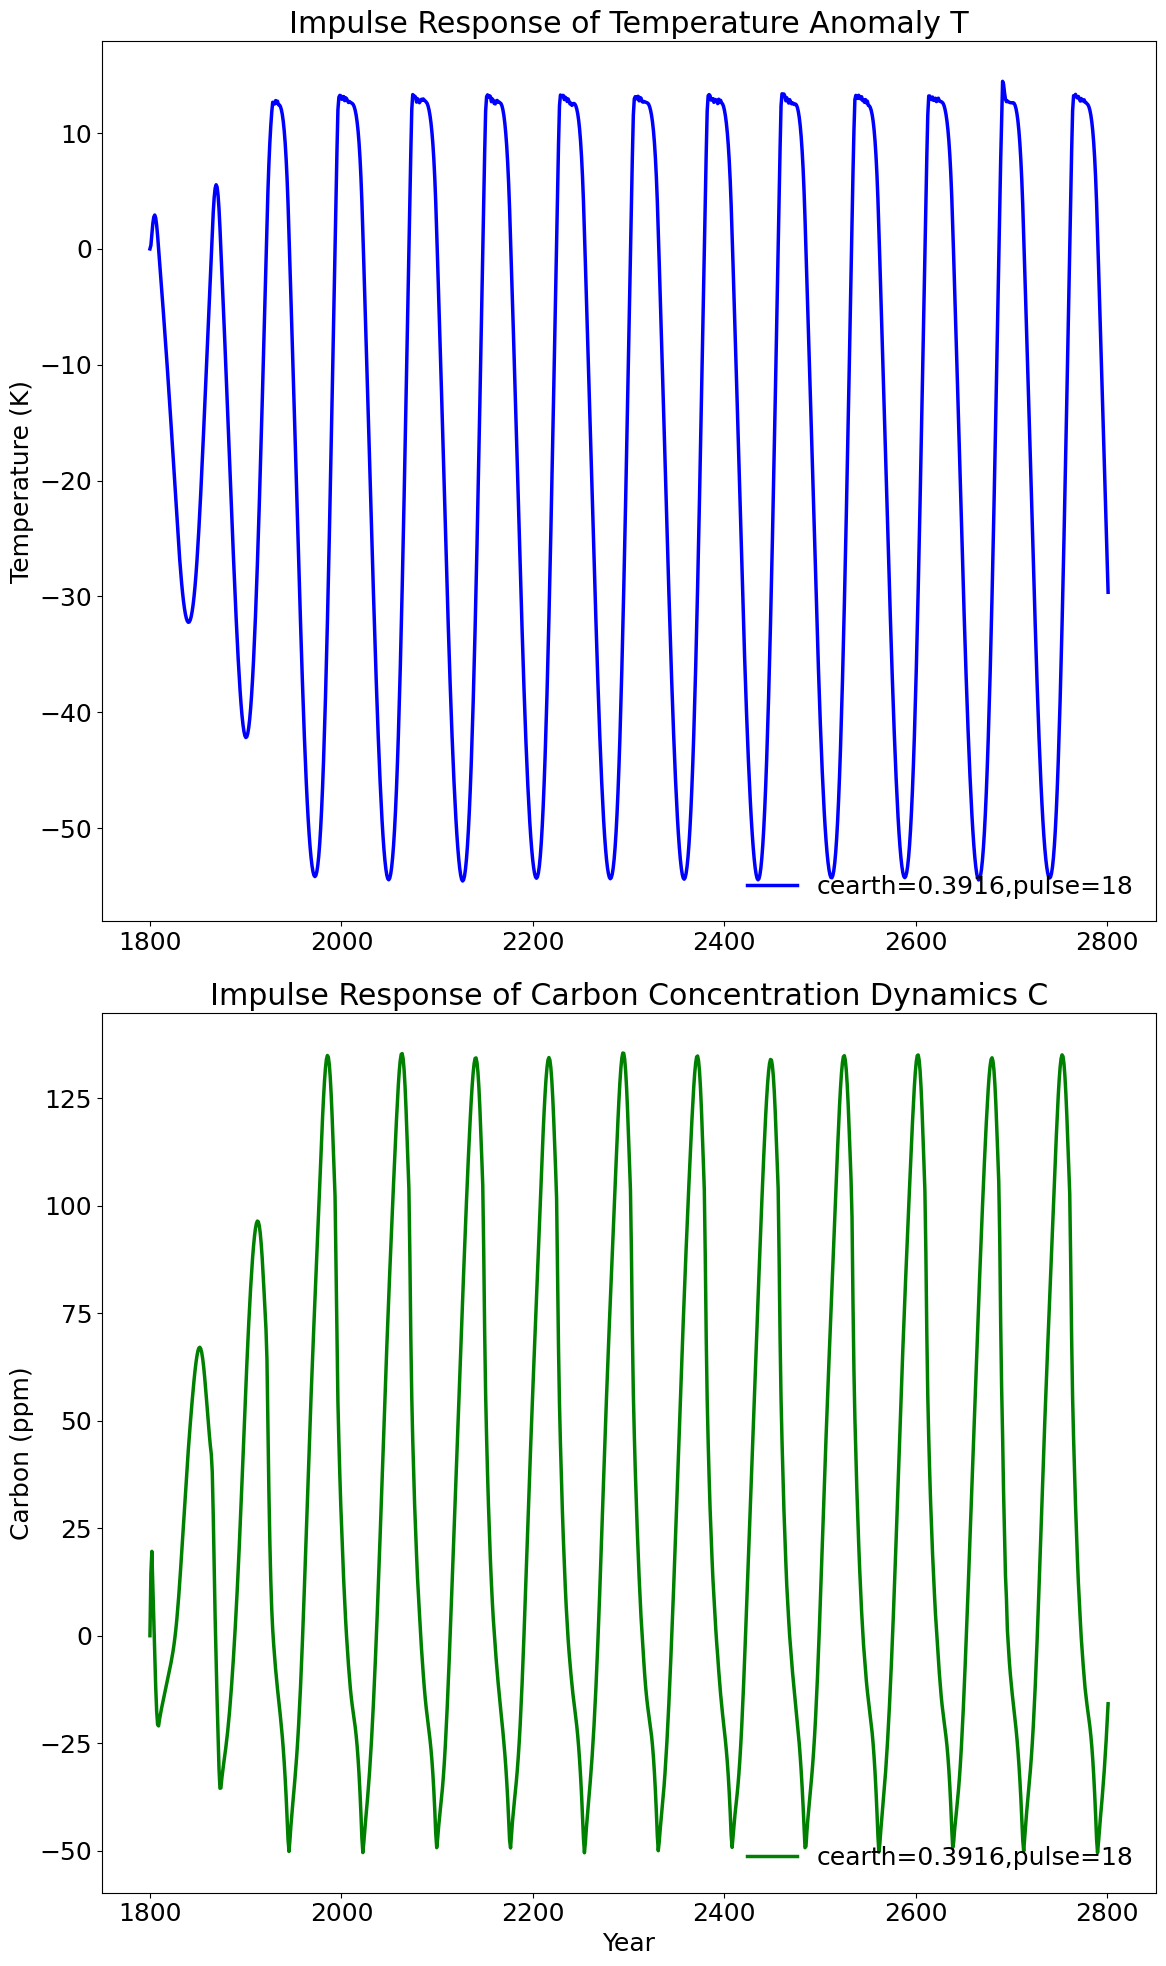 Impulse Response of Temperature Anomaly T
Temperature (K)
10
0
−10
−20
−30
−40
−50
cearth=0.3916,pulse=18
1800 2000 2200 2400 2600 2800
Impulse Response of Carbon Concentration Dynamics C
Carbon (ppm)
125
100
75
50
25
0
−25
−50
cearth=0.3916,pulse=18
1800 2000 2200 2400 2600 2800
Year